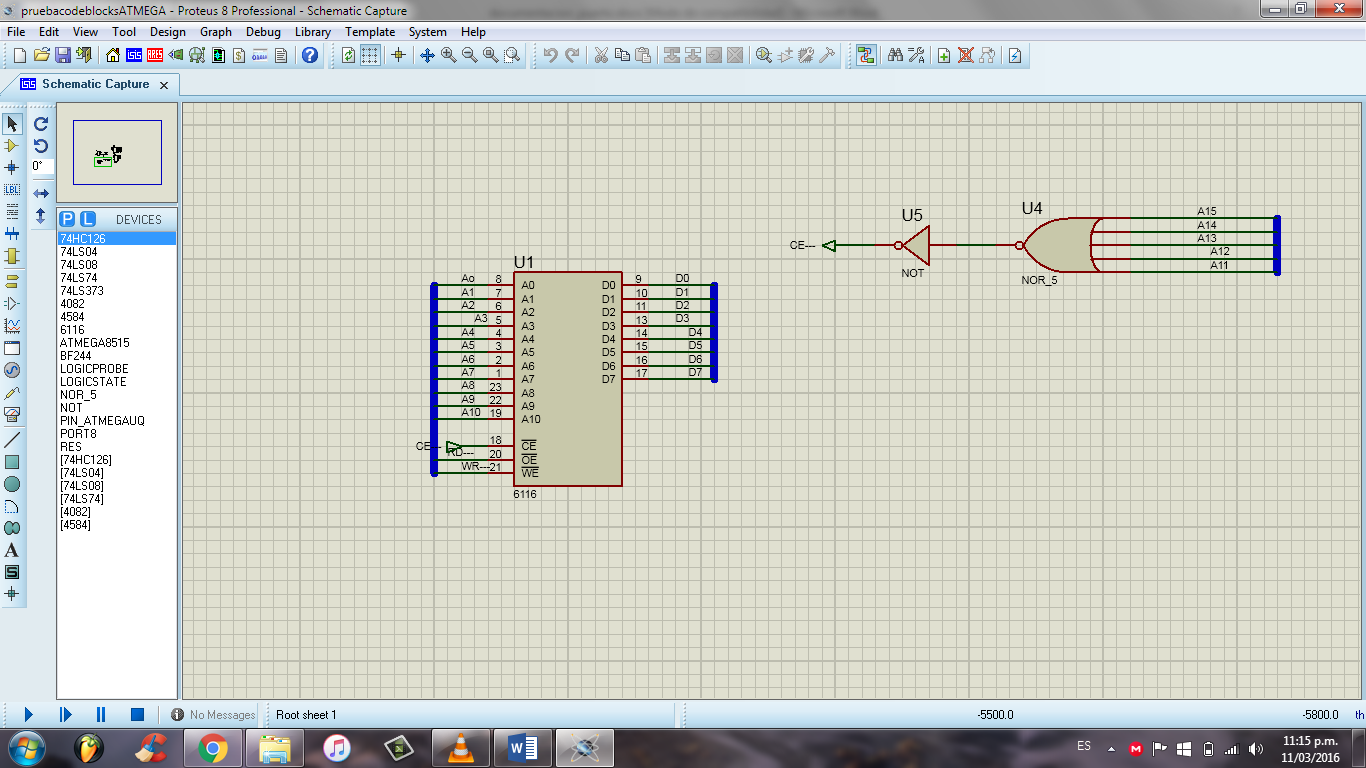 pruebacodeblocksATMEGA - Proteus 8 Professional - Schematic Capture
File Edit View Tool Design Graph Debug Library Template System Help
Schematic Capture
0°
LBL
P L DEVICES
74HC126
74LS04
74LS08
74LS74
74LS373
4082
4584
6116
ATMEGA8515
BF244
LOGICPROBE
LOGICSTATE
NOR_5
NOT
PIN_ATMEGAUQ
PORT8
RES
[74HC126]
[74LS04]
[74LS08]
[74LS74]
[4082]
[4584]
U1
Ao 8 A0 D0 9 D0
A1 7 A1 D1 10 D1
A2 6 A2 D2 11 D2
A3 5 A3 D3 13 D3
A4 4 A4 D4 14 D4
A5 3 A5 D5 15 D5
A6 2 A6 D6 16 D6
A7 1 A7 D7 17 D7
A8 23 A8
A9 22 A9
A10 19 A10
CE 18 CE
RD--- 20 OE
WR--- 21 WE
6116
CE---
U5
NOT
U4
NOR_5
A15
A14
A13
A12
A11
No Messages Root sheet 1 -5500.0 -5800.0 th
ES 11:15 p.m.
11/03/2016